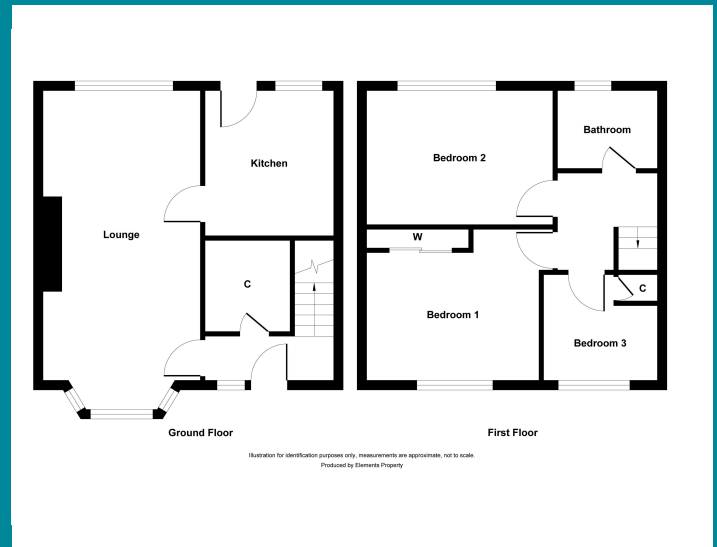 Kitchen
Lounge
C
Ground Floor
Bathroom
Bedroom 2
W
Bedroom 1
C
Bedroom 3
First Floor
Illustration for identification purposes only, measurements are approximate, not to scale.
Produced by Elements Property